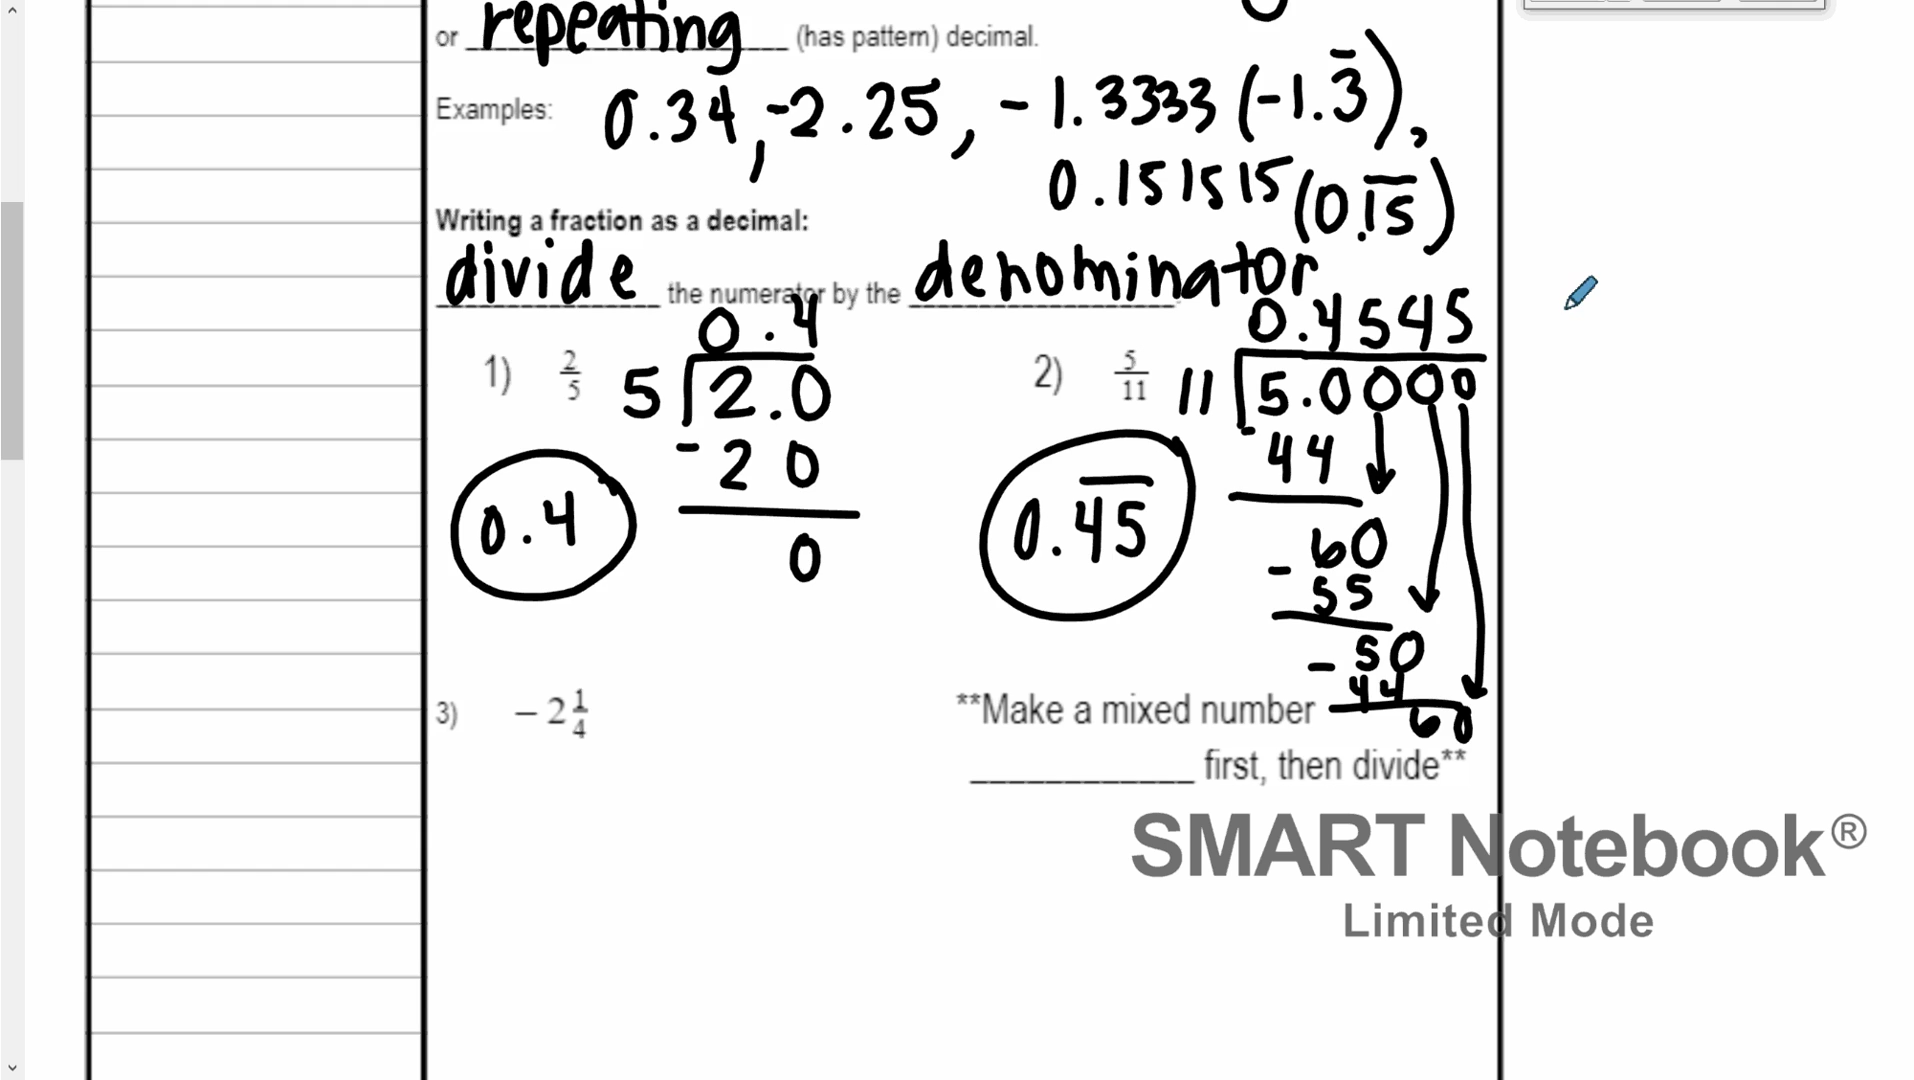 or repeating (has pattern) decimal.
Examples: 0.34, -2.25, -1.3333 (-1.3̅),
0.151515 (0.1̅5̅)
Writing a fraction as a decimal:
divide the numerator by the denominator
0.4
0.4545
1) 2/5 5 2.0
2) 5/11 11 5.0000
- 20
- 44
0.4
0
0.4̅5̅
60
- 55
50
- 44
60
3) - 2 1/4
**Make a mixed number
____________ first, then divide**
SMART Notebook®
Limited Mode